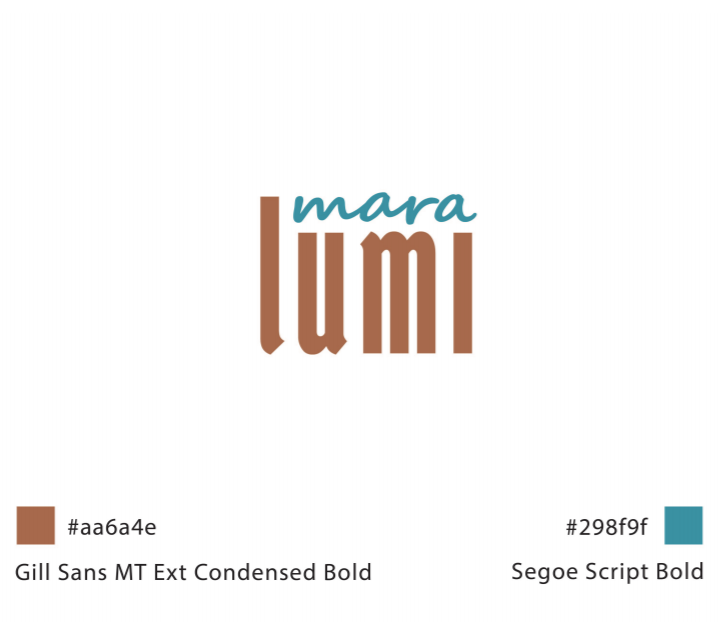 mara
lumi
#aa6a4e
#298f9f
Gill Sans MT Ext Condensed Bold
Segoe Script Bold